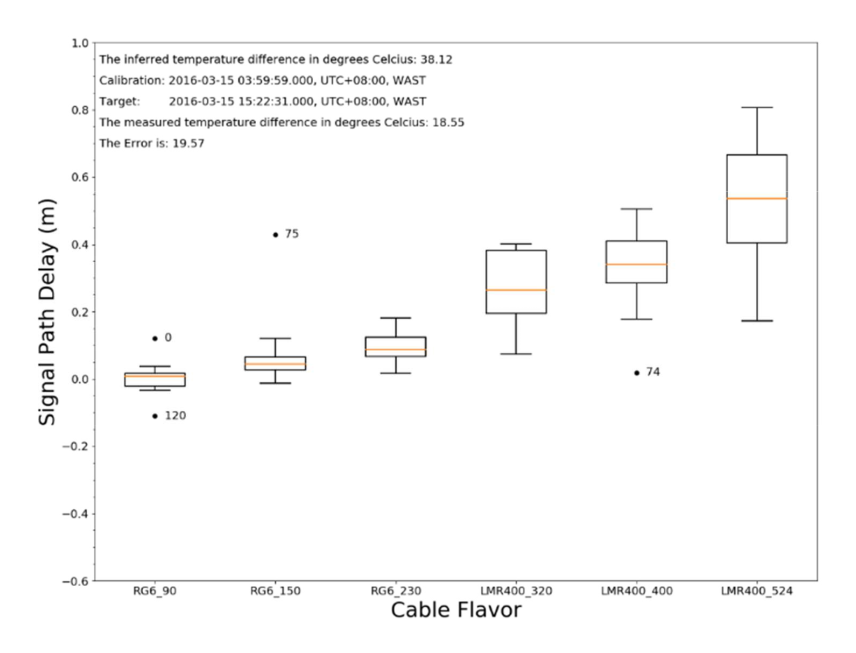 The inferred temperature difference in degrees Celcius: 38.12
Calibration: 2016-03-15 03:59:59.000, UTC+08:00, WAST
Target: 2016-03-15 15:22:31.000, UTC+08:00, WAST
The measured temperature difference in degrees Celcius: 18.55
The Error is: 19.57
Signal Path Delay (m)
1.0
0.8
0.6
0.4
0.2
0.0
−0.2
−0.4
−0.6
75
0
120
74
RG6_90 RG6_150 RG6_230 LMR400_320 LMR400_400 LMR400_524
Cable Flavor